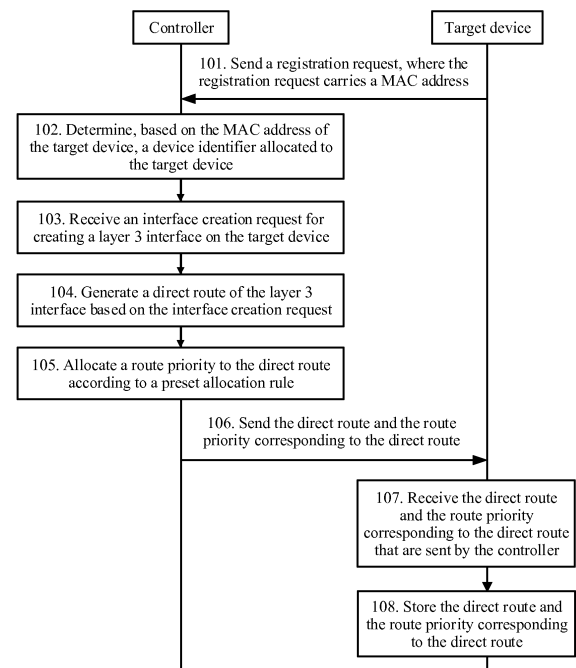 Controller
Target device
101. Send a registration request, where the
registration request carries a MAC address
102. Determine, based on the MAC address of
the target device, a device identifier allocated to
the target device
103. Receive an interface creation request for
creating a layer 3 interface on the target device
104. Generate a direct route of the layer 3
interface based on the interface creation request
105. Allocate a route priority to the direct route
according to a preset allocation rule
106. Send the direct route and the route
priority corresponding to the direct route
107. Receive the direct route
and the route priority
corresponding to the direct route
that are sent by the controller
108. Store the direct route and
the route priority corresponding
to the direct route